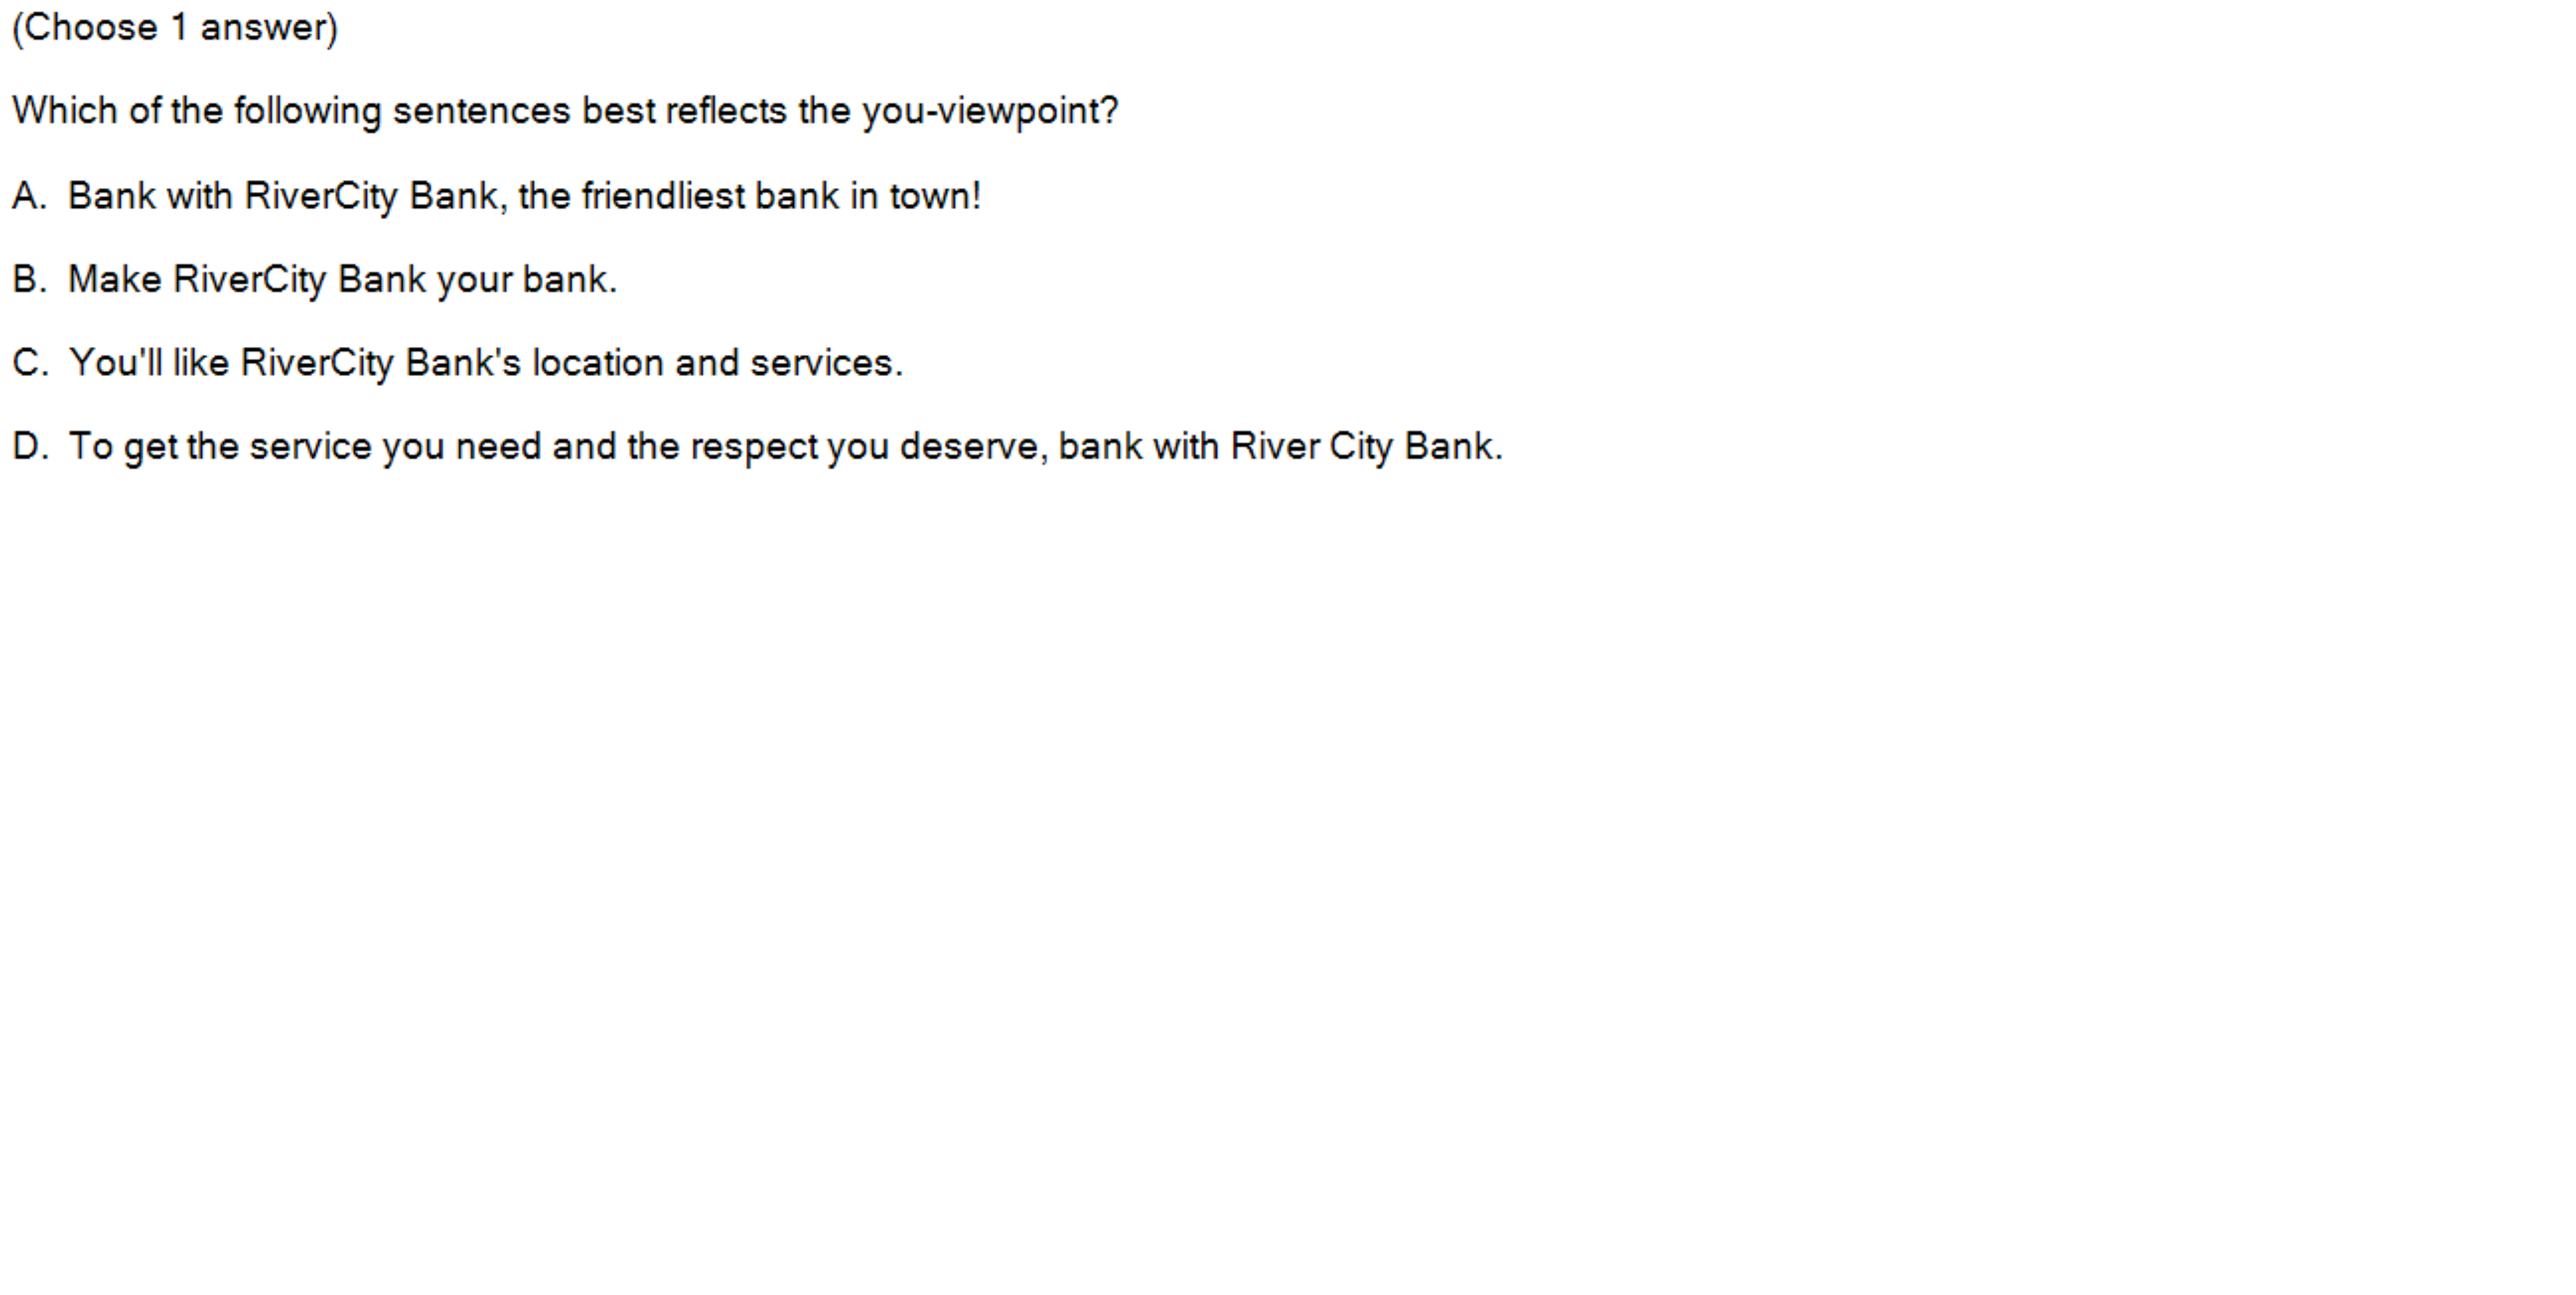 (Choose 1 answer)
Which of the following sentences best reflects the you-viewpoint?
A. Bank with RiverCity Bank, the friendliest bank in town!
B. Make RiverCity Bank your bank.
C. You'll like RiverCity Bank's location and services.
D. To get the service you need and the respect you deserve, bank with River City Bank.